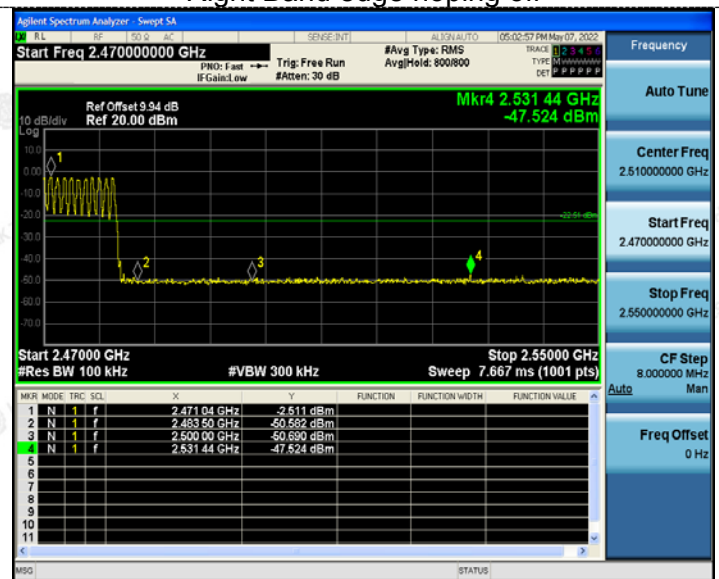 Right Band edge hoping off
Agilent Spectrum Analyzer - Swept SA
RL RF 50 Ω AC SENSE:INT ALIGN AUTO 05:02:57 PM May 07, 2022
Start Freq 2.470000000 GHz
PNO: Fast
IFGain:Low
Trig: Free Run
#Atten: 30 dB
#Avg Type: RMS
Avg|Hold: 800/800
TRACE 1 2 3 4 5 6
TYPE M
DET P P P P P P
Ref Offset 9.94 dB
10 dB/div Ref 20.00 dBm
Log
Mkr4 2.531 44 GHz
-47.524 dBm
10.0
0.00
-10.0
-20.0
-30.0
-40.0
-50.0
-60.0
-70.0
1
2
3
4
-22.51 dBm
Start 2.47000 GHz Stop 2.55000 GHz
#Res BW 100 kHz #VBW 300 kHz Sweep 7.667 ms (1001 pts)
MKR MODE TRC SCL X Y FUNCTION FUNCTION WIDTH FUNCTION VALUE
1 N 1 f 2.471 04 GHz -2.511 dBm
2 N 1 f 2.483 50 GHz -50.582 dBm
3 N 1 f 2.500 00 GHz -50.690 dBm
4 N 1 f 2.531 44 GHz -47.524 dBm
5
6
7
8
9
10
11
MSG STATUS
Frequency
Auto Tune
Center Freq
2.510000000 GHz
Start Freq
2.470000000 GHz
Stop Freq
2.550000000 GHz
CF Step
8.000000 MHz
Auto Man
Freq Offset
0 Hz